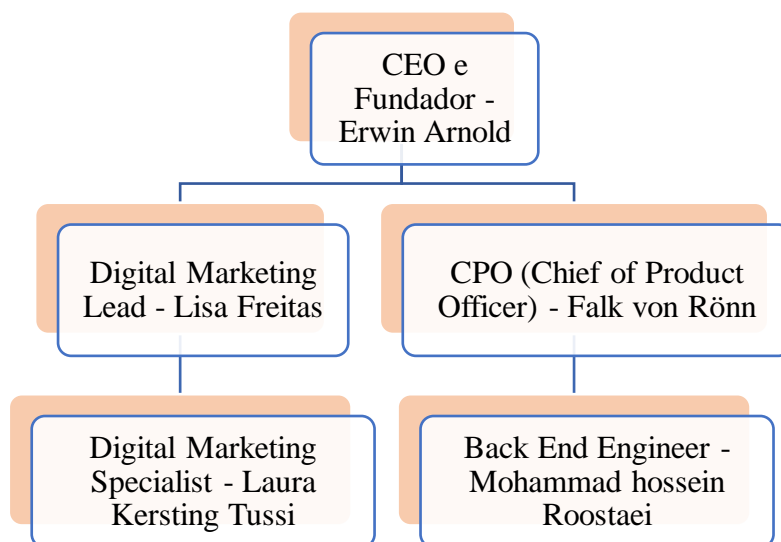 CEO e
Fundador -
Erwin Arnold
Digital Marketing
Lead - Lisa Freitas
CPO (Chief of Product
Officer) - Falk von Rönn
Digital Marketing
Specialist - Laura
Kersting Tussi
Back End Engineer -
Mohammad hossein
Roostaei